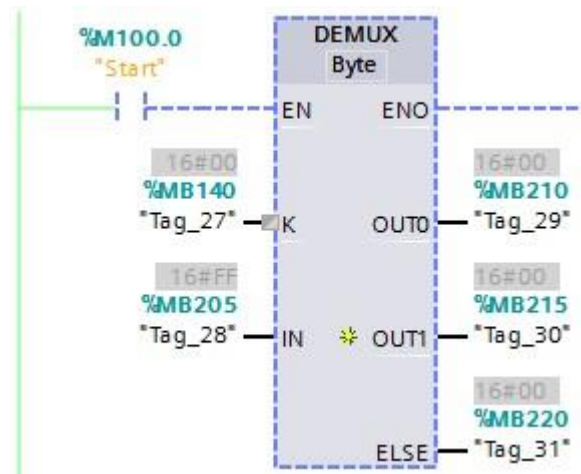 %M100.0
"Start"
DEMUX
Byte
EN ENO
16#00
%MB140
"Tag_27"
K
OUT0
16#00
%MB210
"Tag_29"
16#FF
%MB205
"Tag_28"
IN
OUT1
16#00
%MB215
"Tag_30"
ELSE
16#00
%MB220
"Tag_31"